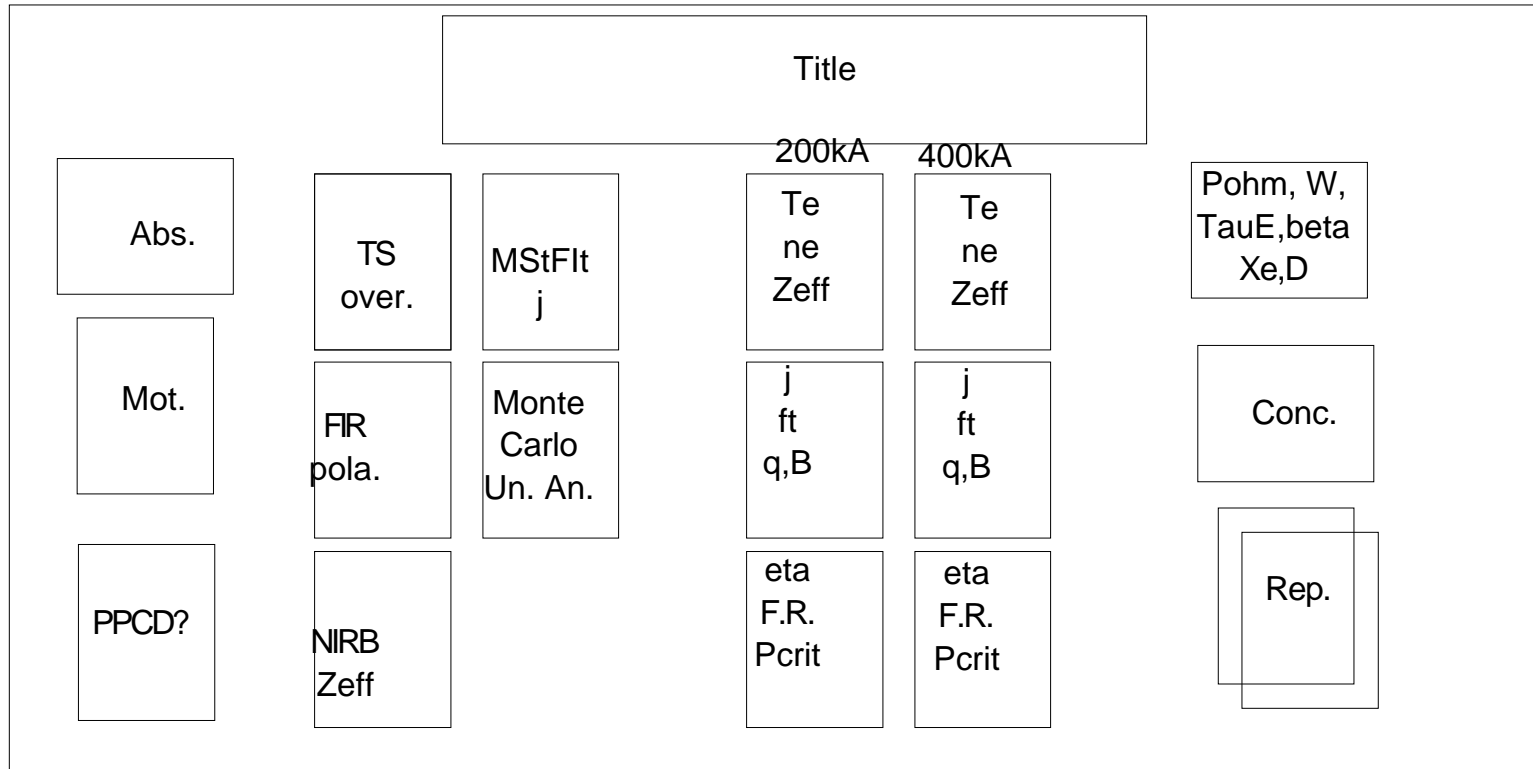 Title
Abs.
Mot.
PPCD?
TS
over.
FIR
pola.
NIRB
Zeff
MStFIt
j
Monte
Carlo
Un. An.
200kA
Te
ne
Zeff
j
ft
q,B
eta
F.R.
Pcrit
400kA
Te
ne
Zeff
j
ft
q,B
eta
F.R.
Pcrit
Pohm, W,
TauE,beta
Xe,D
Conc.
Rep.